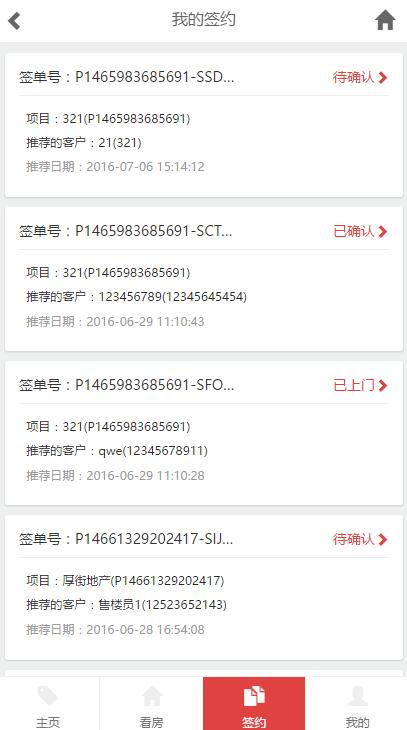 我的签约
签单号：P1465983685691-SSD... 待确认
项目：321(P1465983685691)
推荐的客户：21(321)
推荐日期：2016-07-06 15:14:12
签单号：P1465983685691-SCT... 已确认
项目：321(P1465983685691)
推荐的客户：123456789(12345645454)
推荐日期：2016-06-29 11:10:43
签单号：P1465983685691-SFO... 已上门
项目：321(P1465983685691)
推荐的客户：qwe(12345678911)
推荐日期：2016-06-29 11:10:28
签单号：P14661329202417-SIJ... 待确认
项目：厚街地产(P14661329202417)
推荐的客户：售楼员1(12523652143)
推荐日期：2016-06-28 16:54:08
主页 看房 签约 我的